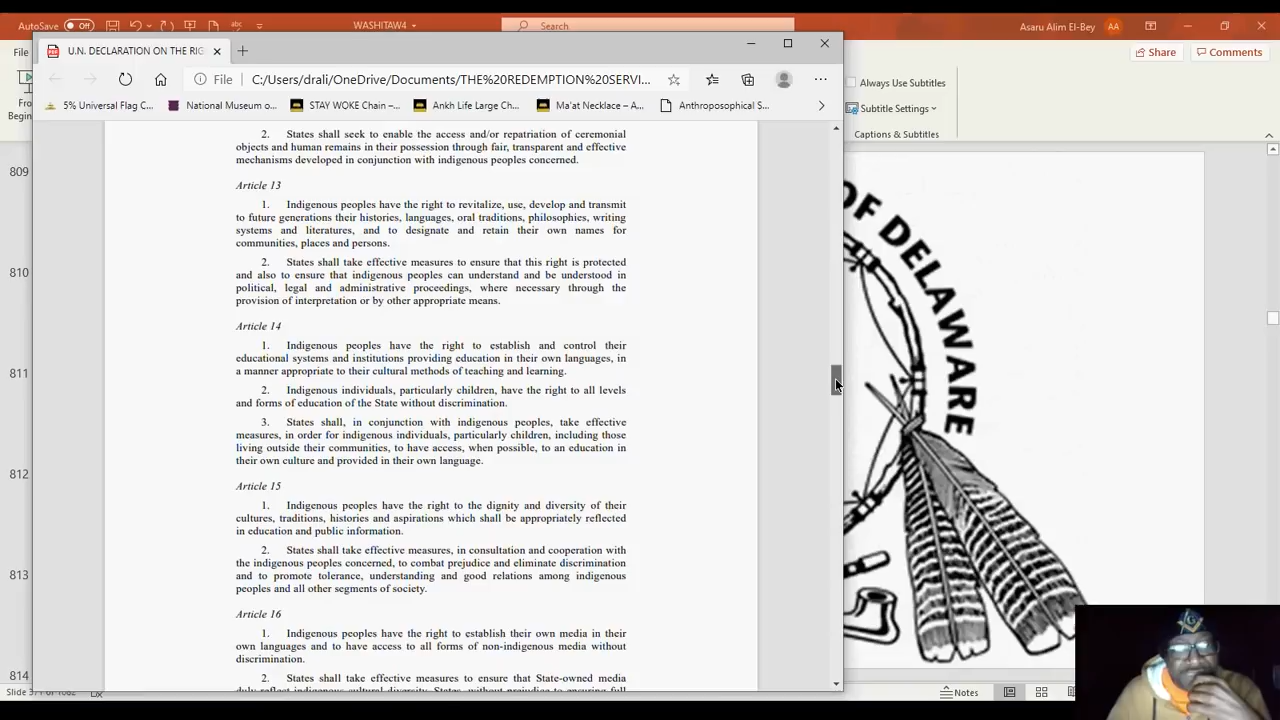 AutoSave Off
WASHITAW4
Search
Asaru Alim El-Bey AA
File
Share
Comments
U.N. DECLARATION ON THE RIG
File C:/Users/drali/OneDrive/Documents/THE%20REDEMPTION%20SERVI...
5% Universal Flag C... National Museum o... STAY WOKE Chain –... Ankh Life Large Ch... Ma'at Necklace – A... Anthroposophical S...
Always Use Subtitles
Subtitle Settings
Captions & Subtitles
Begin
809
810
811
812
813
814
2. States shall seek to enable the access and/or repatriation of ceremonial
objects and human remains in their possession through fair, transparent and effective
mechanisms developed in conjunction with indigenous peoples concerned.
Article 13
1. Indigenous peoples have the right to revitalize, use, develop and transmit
to future generations their histories, languages, oral traditions, philosophies, writing
systems and literatures, and to designate and retain their own names for
communities, places and persons.
2. States shall take effective measures to ensure that this right is protected
and also to ensure that indigenous peoples can understand and be understood in
political, legal and administrative proceedings, where necessary through the
provision of interpretation or by other appropriate means.
Article 14
1. Indigenous peoples have the right to establish and control their
educational systems and institutions providing education in their own languages, in
a manner appropriate to their cultural methods of teaching and learning.
2. Indigenous individuals, particularly children, have the right to all levels
and forms of education of the State without discrimination.
3. States shall, in conjunction with indigenous peoples, take effective
measures, in order for indigenous individuals, particularly children, including those
living outside their communities, to have access, when possible, to an education in
their own culture and provided in their own language.
Article 15
1. Indigenous peoples have the right to the dignity and diversity of their
cultures, traditions, histories and aspirations which shall be appropriately reflected
in education and public information.
2. States shall take effective measures, in consultation and cooperation with
the indigenous peoples concerned, to combat prejudice and eliminate discrimination
and to promote tolerance, understanding and good relations among indigenous
peoples and all other segments of society.
Article 16
1. Indigenous peoples have the right to establish their own media in their
own languages and to have access to all forms of non-indigenous media without
discrimination.
2. States shall take effective measures to ensure that State-owned media
duly reflect indigenous cultural diversity. States, without prejudice to ensuring full
OF DELAWARE
Notes